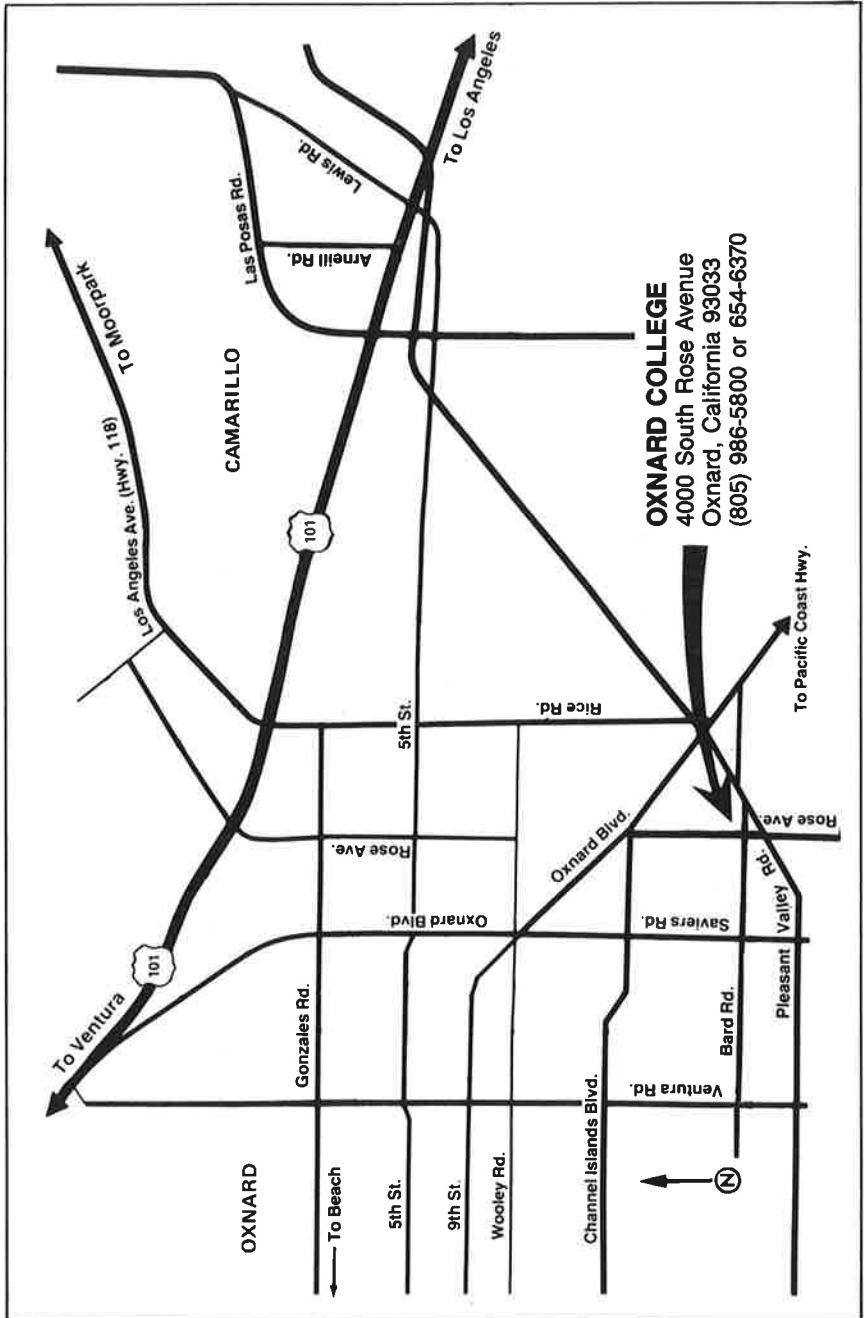 To Ventura
101
To Moorpark
Los Angeles Ave. (Hwy. 118)
Las Posas Rd.
Lewis Rd.
Arneill Rd.
To Los Angeles
CAMARILLO
101
OXNARD
Gonzales Rd.
To Beach
Oxnard Blvd.
Rose Ave.
5th St.
Rice Rd.
5th St.
9th St.
Wooley Rd.
Oxnard Blvd.
Channel Islands Blvd.
Saviers Rd.
Rose Ave.
Ventura Rd.
Bard Rd.
Pleasant Valley Rd.
N
To Pacific Coast Hwy.
OXNARD COLLEGE
4000 South Rose Avenue
Oxnard, California 93033
(805) 986-5800 or 654-6370